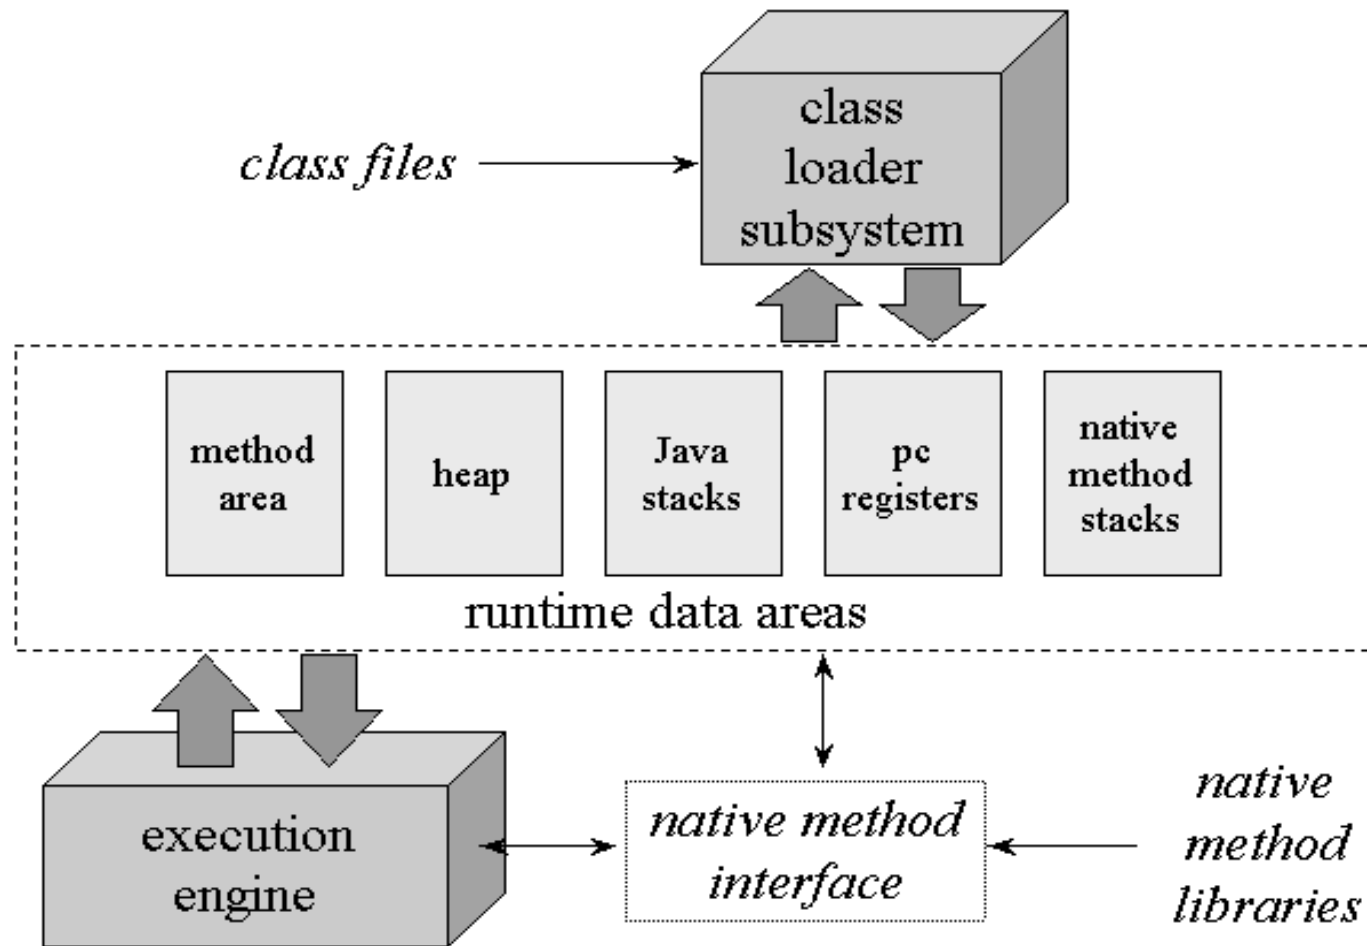 class
loader
subsystem
class files
method
area
heap
Java
stacks
pc
registers
native
method
stacks
runtime data areas
execution
engine
native method
interface
native
method
libraries